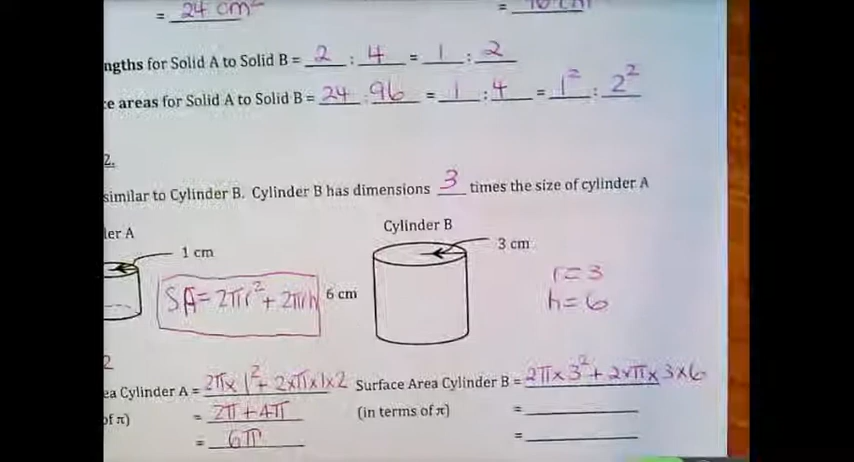 = 24 cm² =
ngths for Solid A to Solid B = 2 : 4 = 1 : 2
e areas for Solid A to Solid B = 24 : 96 = 1 : 4 = 1² : 2²
2.
similar to Cylinder B. Cylinder B has dimensions 3 times the size of cylinder A
der A
Cylinder B
1 cm
3 cm
SA = 2πr² + 2πrh
6 cm
r = 3
h = 6
2
ea Cylinder A = 2π× 1² + 2×π×1×2
Surface Area Cylinder B = 2π× 3² + 2×π× 3×6
of π) = 2π + 4π
(in terms of π) =
= 6π
=